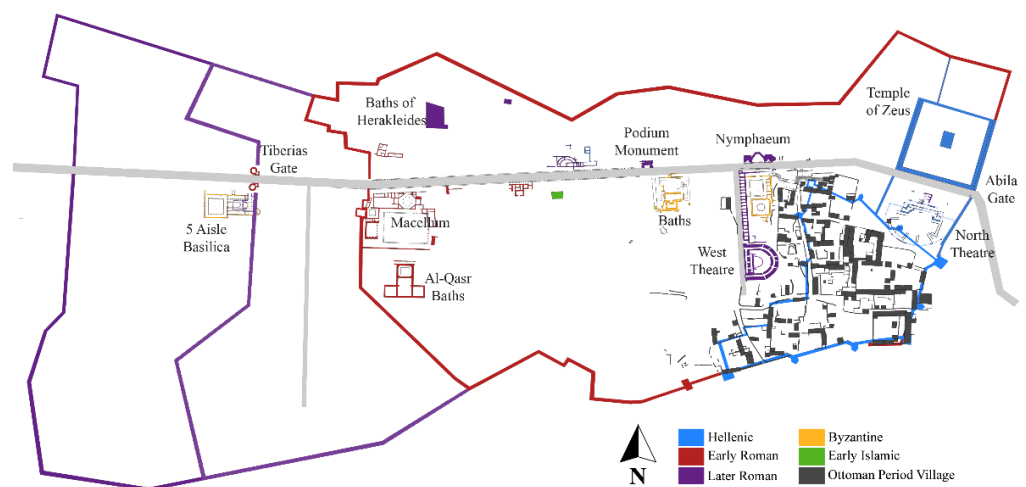 Baths of
Herakleides
Tiberias
Gate
5 Aisle
Basilica
Macellum
Al-Qasr
Baths
Podium
Monument
Nymphaeum
Baths
West
Theatre
Temple
of Zeus
Abila
Gate
North
Theatre
N
Hellenic
Early Roman
Later Roman
Byzantine
Early Islamic
Ottoman Period Village